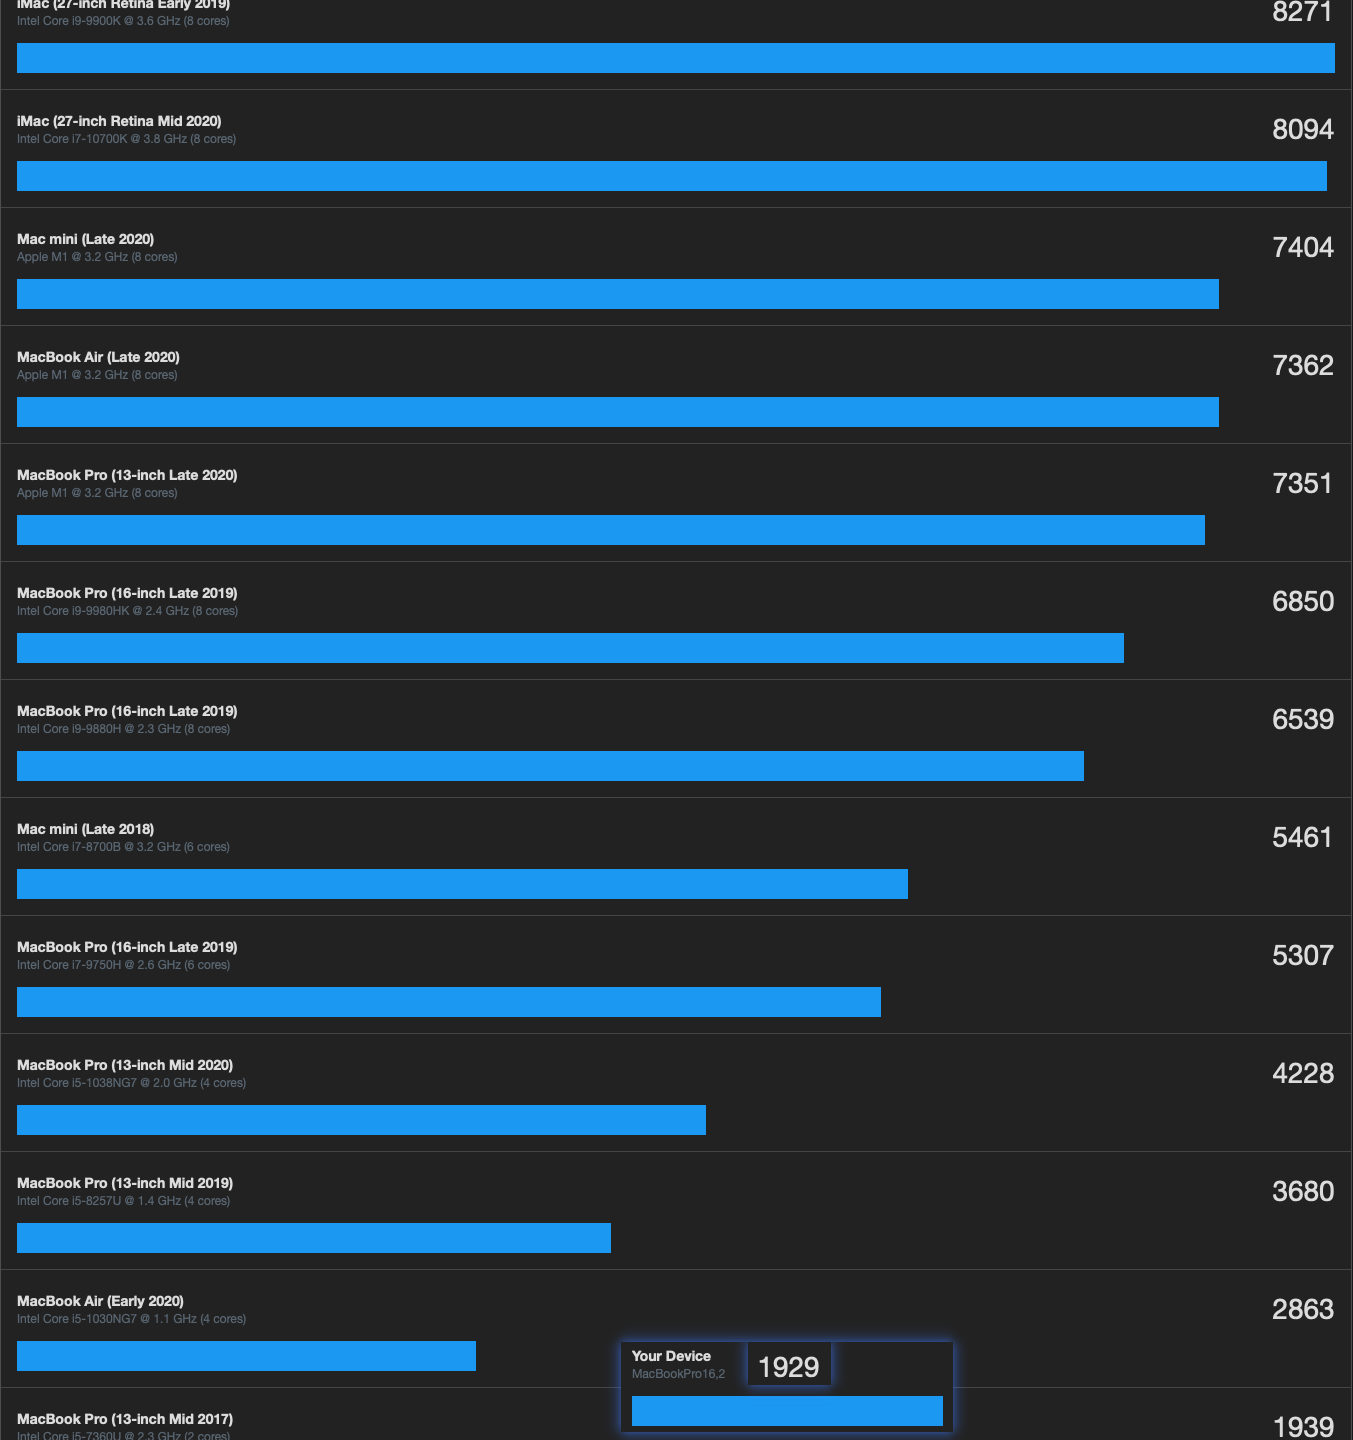 iMac (27-inch Retina Early 2019)
8271
Intel Core i9-9900K @ 3.6 GHz (8 cores)
iMac (27-inch Retina Mid 2020)
8094
Intel Core i7-10700K @ 3.8 GHz (8 cores)
Mac mini (Late 2020)
7404
Apple M1 @ 3.2 GHz (8 cores)
MacBook Air (Late 2020)
7362
Apple M1 @ 3.2 GHz (8 cores)
MacBook Pro (13-inch Late 2020)
7351
Apple M1 @ 3.2 GHz (8 cores)
MacBook Pro (16-inch Late 2019)
6850
Intel Core i9-9980HK @ 2.4 GHz (8 cores)
MacBook Pro (16-inch Late 2019)
6539
Intel Core i9-9880H @ 2.3 GHz (8 cores)
Mac mini (Late 2018)
5461
Intel Core i7-8700B @ 3.2 GHz (6 cores)
MacBook Pro (16-inch Late 2019)
5307
Intel Core i7-9750H @ 2.6 GHz (6 cores)
MacBook Pro (13-inch Mid 2020)
4228
Intel Core i5-1038NG7 @ 2.0 GHz (4 cores)
MacBook Pro (13-inch Mid 2019)
3680
Intel Core i5-8257U @ 1.4 GHz (4 cores)
MacBook Air (Early 2020)
2863
Intel Core i5-1030NG7 @ 1.1 GHz (4 cores)
Your Device
1929
MacBookPro16,2
MacBook Pro (13-inch Mid 2017)
1939
Intel Core i5-7360U @ 2.3 GHz (2 cores)